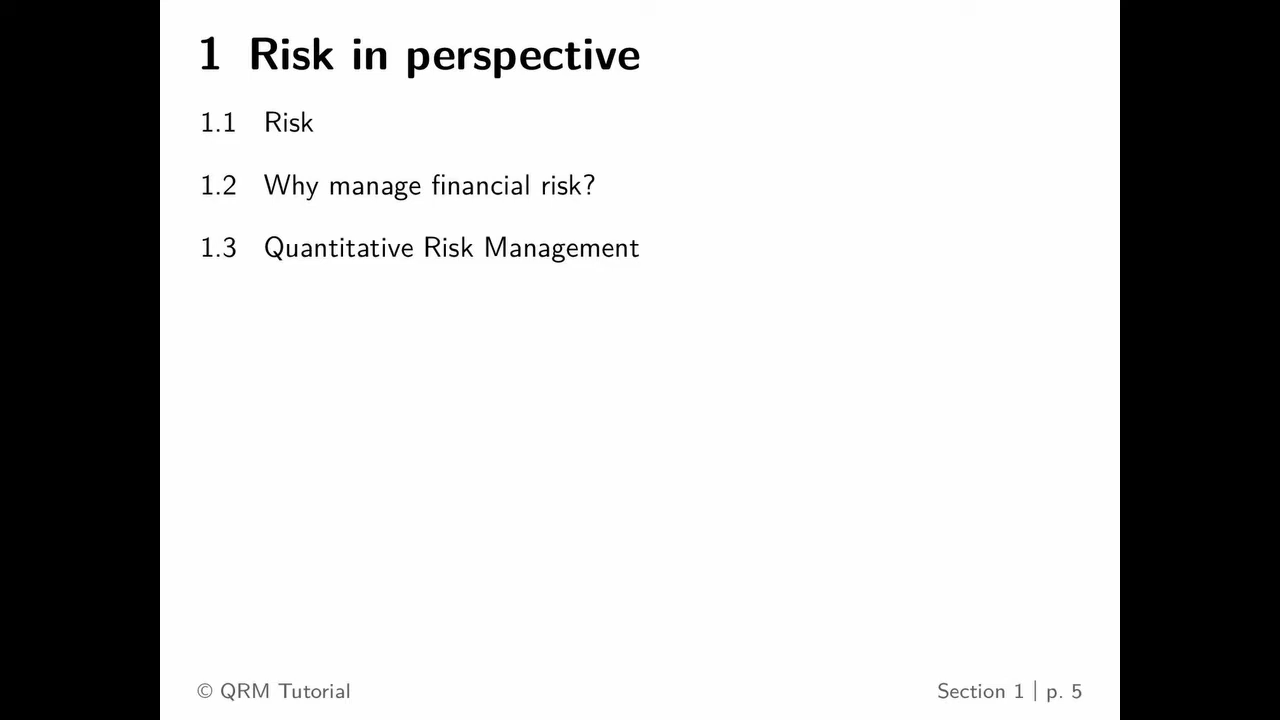 1 Risk in perspective
1.1 Risk
1.2 Why manage financial risk?
1.3 Quantitative Risk Management
© QRM Tutorial
Section 1 | p. 5